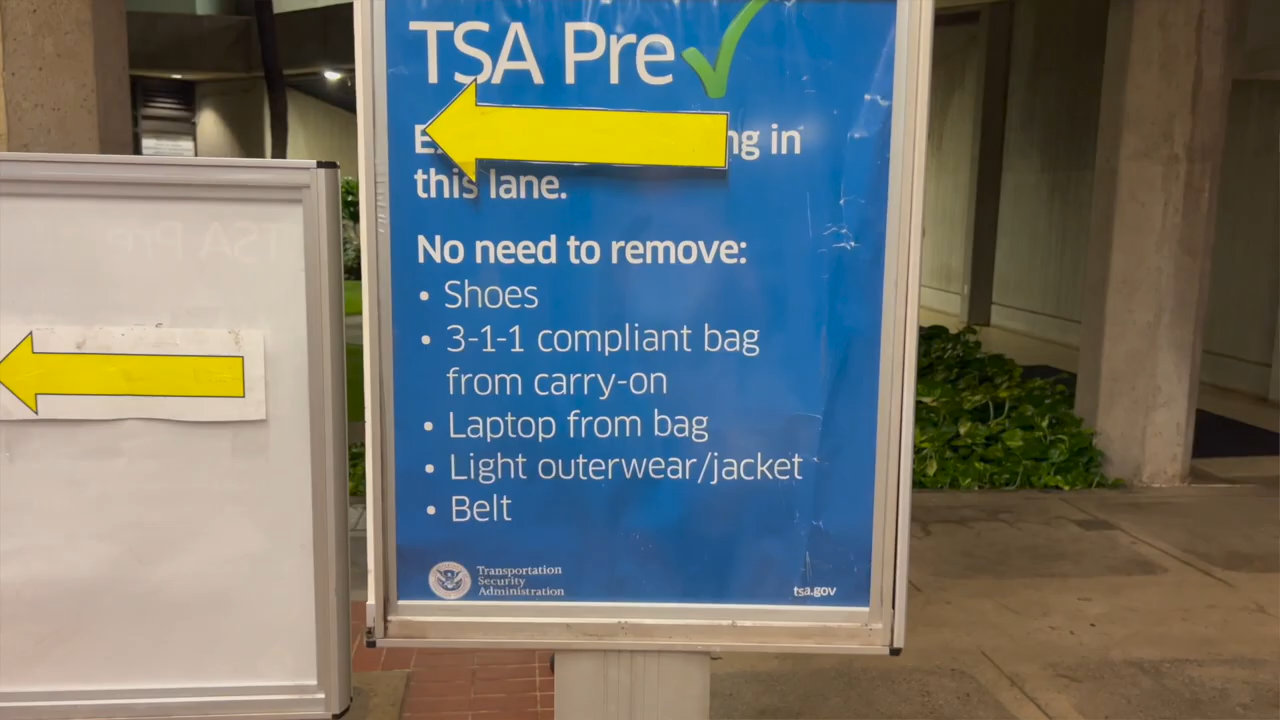 TSA Pre✓
ng in
this lane.
No need to remove:
• Shoes
• 3-1-1 compliant bag
from carry-on
• Laptop from bag
• Light outerwear/jacket
• Belt
Transportation
Security
Administration
tsa.gov